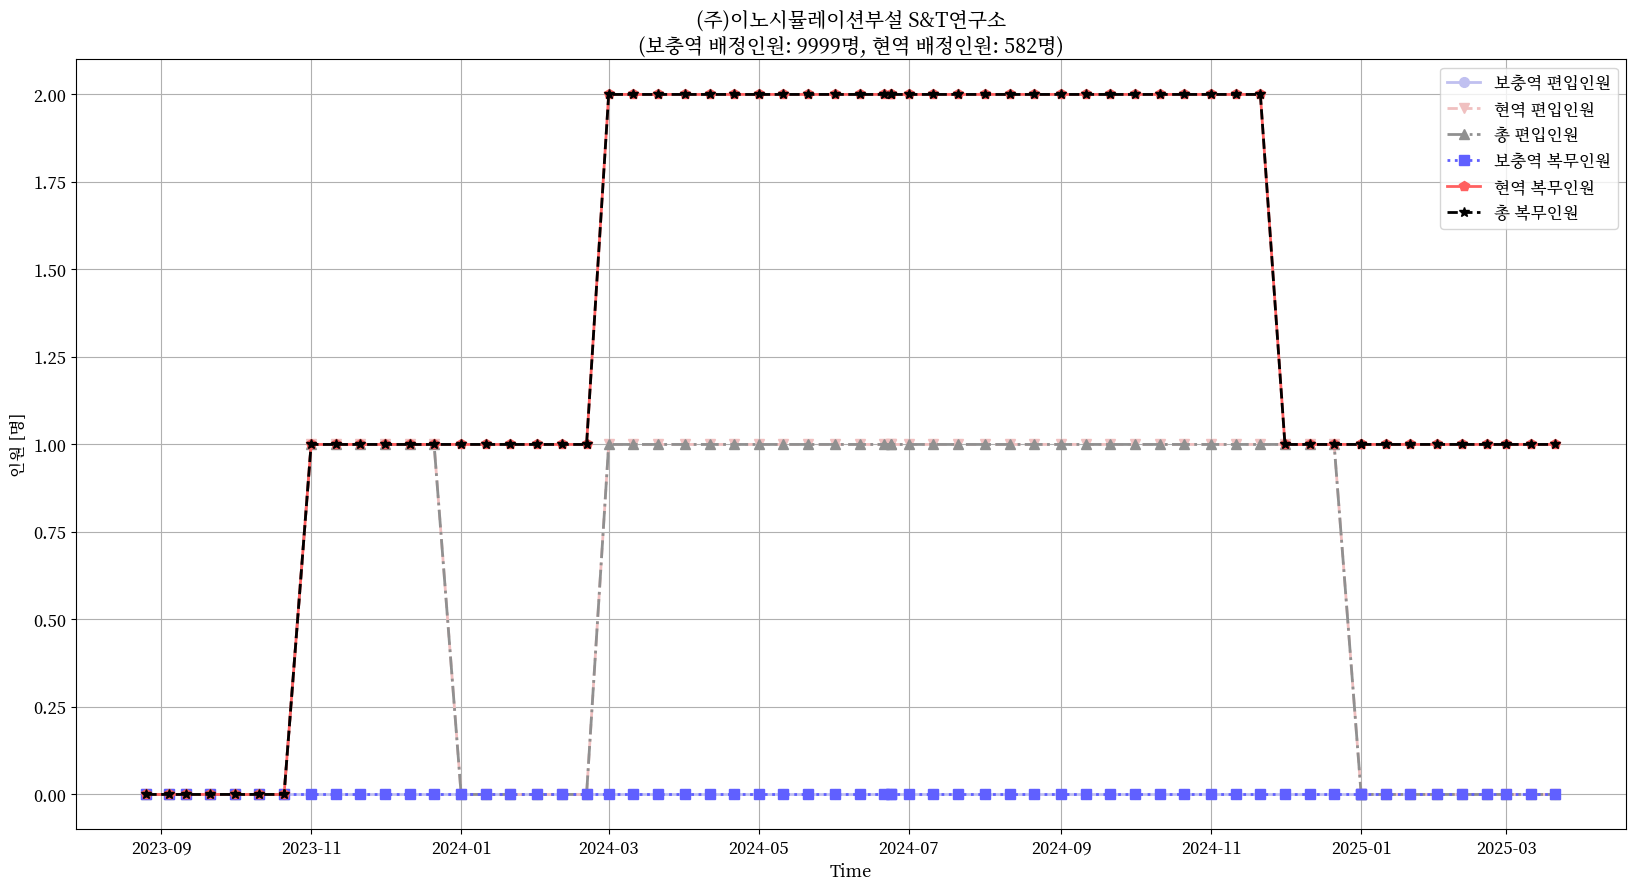 (주)이노시뮬레이션부설 S&T연구소
(보충역 배정인원: 9999명, 현역 배정인원: 582명)
보충역 편입인원
현역 편입인원
총 편입인원
보충역 복무인원
현역 복무인원
총 복무인원
인원 [명]
2.00
1.75
1.50
1.25
1.00
0.75
0.50
0.25
0.00
2023-09 2023-11 2024-01 2024-03 2024-05 2024-07 2024-09 2024-11 2025-01 2025-03
Time